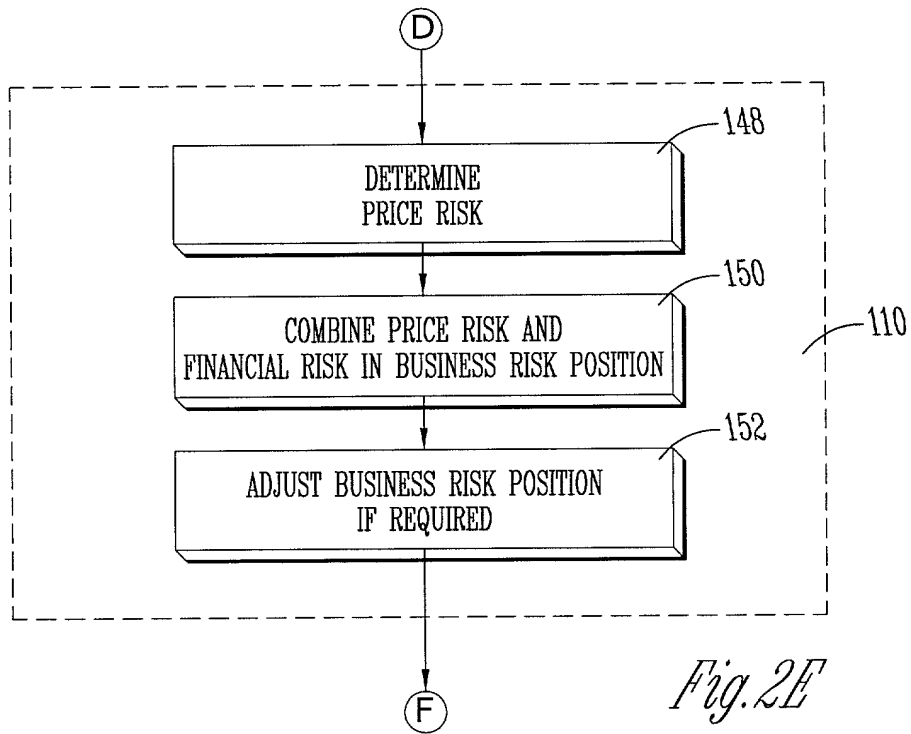 D
148
DETERMINE
PRICE RISK
150
COMBINE PRICE RISK AND
FINANCIAL RISK IN BUSINESS RISK POSITION
110
152
ADJUST BUSINESS RISK POSITION
IF REQUIRED
F
Fig.2E